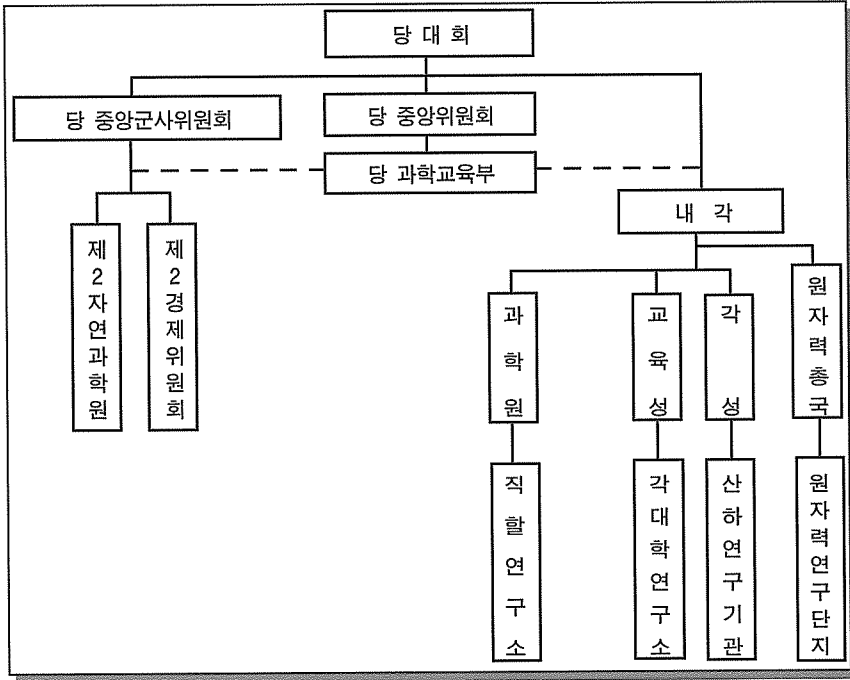 당 대 회
당 중앙군사위원회
당 중앙위원회
당 과학교육부
내 각
제2자연과학원
제2경제위원회
과학원
교육성
각성
원자력총국
직할연구소
각대학연구소
산하연구기관
원자력연구단지